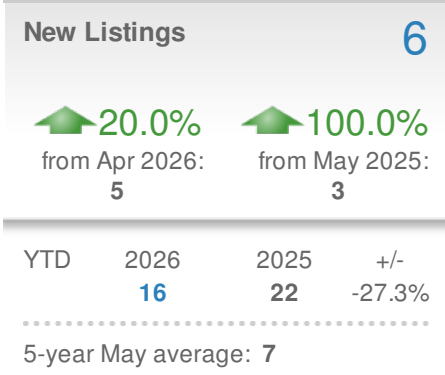 New Listings 6
20.0% 100.0%
from Apr 2026: from May 2025:
5 3
YTD 2026 2025 +/-
16 22 -27.3%
5-year May average: 7